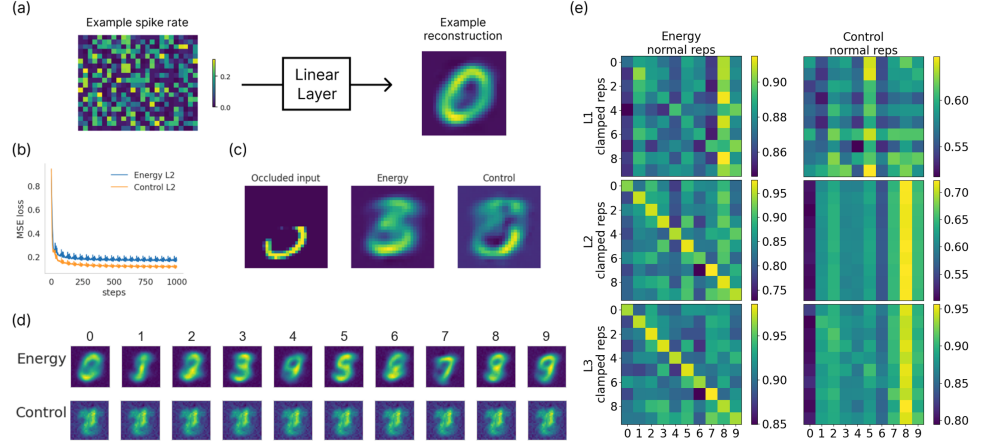 (a)
Example spike rate
0.2
0.0
Linear
Layer
Example
reconstruction
(b)
MSE loss
0.8
0.6
0.4
0.2
Energy L2
Control L2
0 250 500 750 1000
steps
(c)
Occluded input Energy Control
(d)
0 1 2 3 4 5 6 7 8 9
Energy
Control
(e)
Energy
normal reps
Control
normal reps
L1
clamped reps
0
2
4
6
8
0.90
0.88
0.86
0.60
0.55
L2
clamped reps
0
2
4
6
8
0.95
0.90
0.85
0.80
0.75
0.70
0.65
0.60
0.55
L3
clamped reps
0
2
4
6
8
0.95
0.90
0.85
0.95
0.90
0.85
0.80
0 1 2 3 4 5 6 7 8 9
0 1 2 3 4 5 6 7 8 9